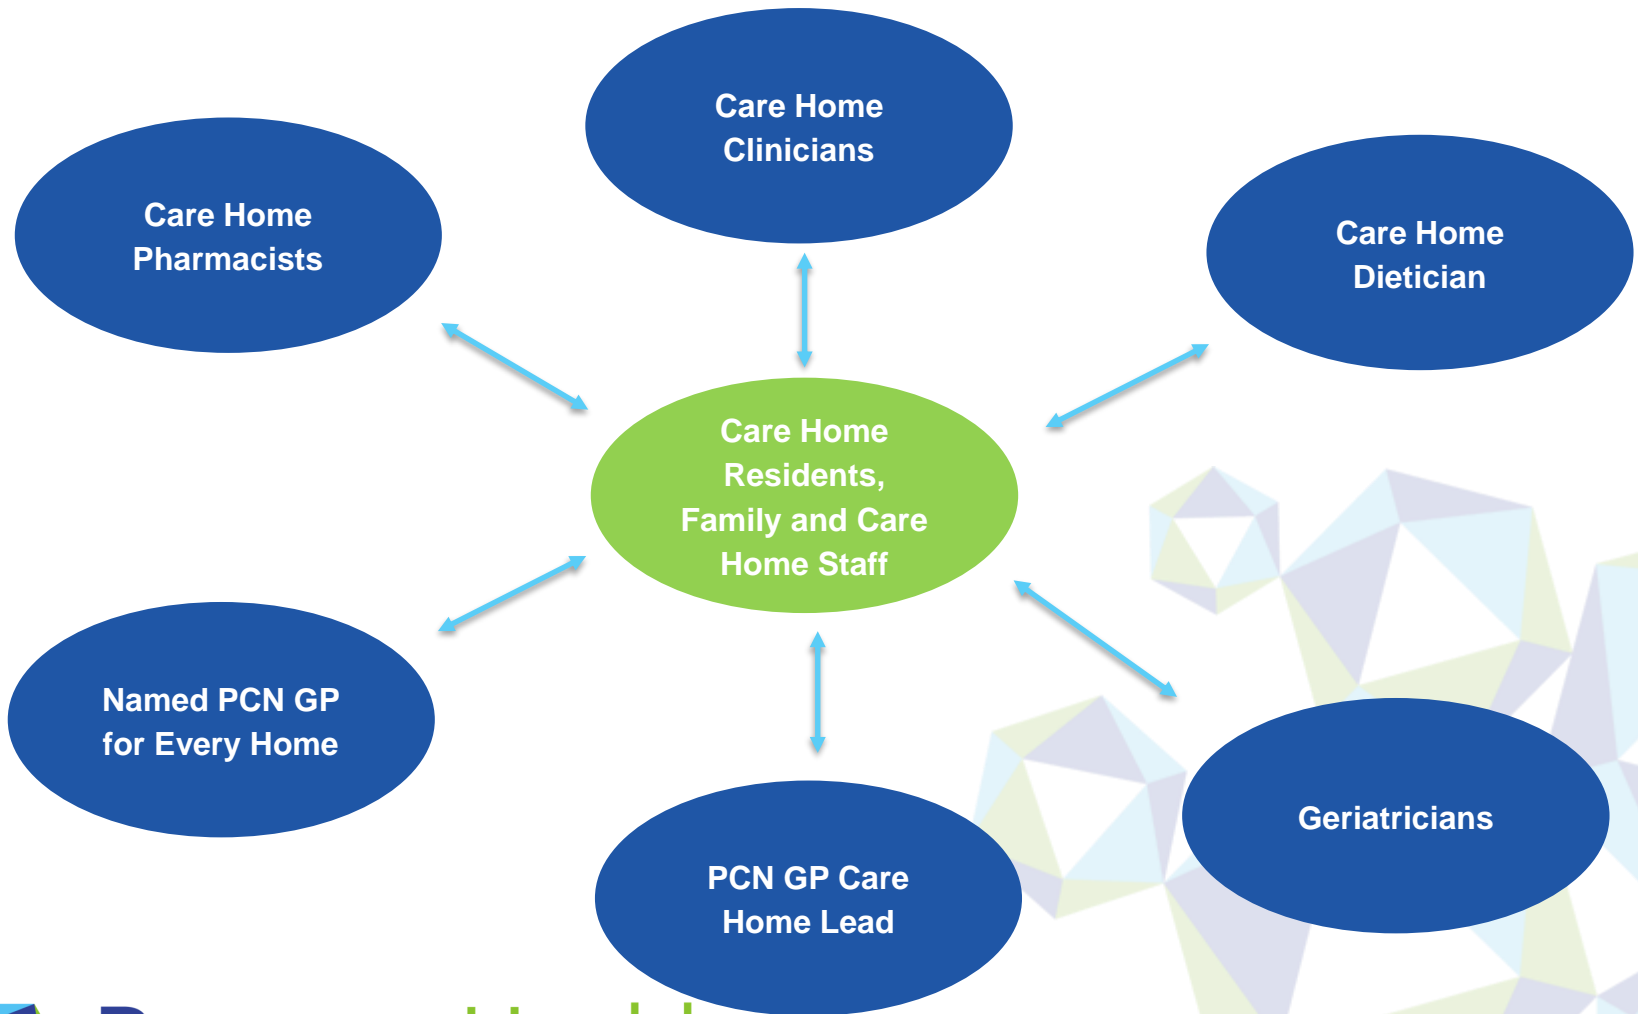 Care Home
Clinicians
Care Home
Pharmacists
Care Home
Dietician
Care Home
Residents,
Family and Care
Home Staff
Named PCN GP
for Every Home
Geriatricians
PCN GP Care
Home Lead